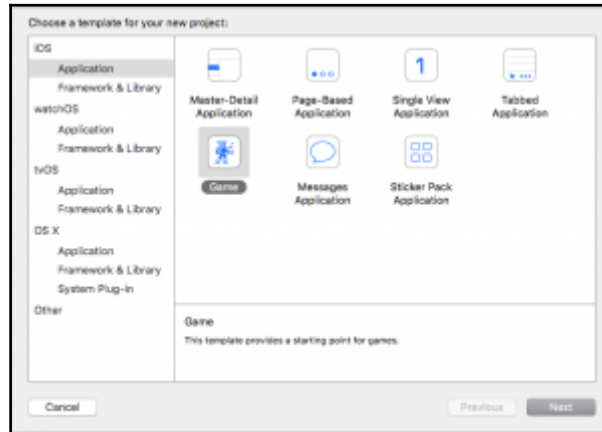 Choose a template for your new project:
iOS
Application
Framework & Library
watchOS
Application
Framework & Library
tvOS
Application
Framework & Library
OS X
Application
Framework & Library
System Plug-in
Other
1
Master-Detail
Application
Page-Based
Application
Single View
Application
Tabbed
Application
Game
Messages
Application
Sticker Pack
Application
Game
This template provides a starting point for games.
Cancel
Previous
Next